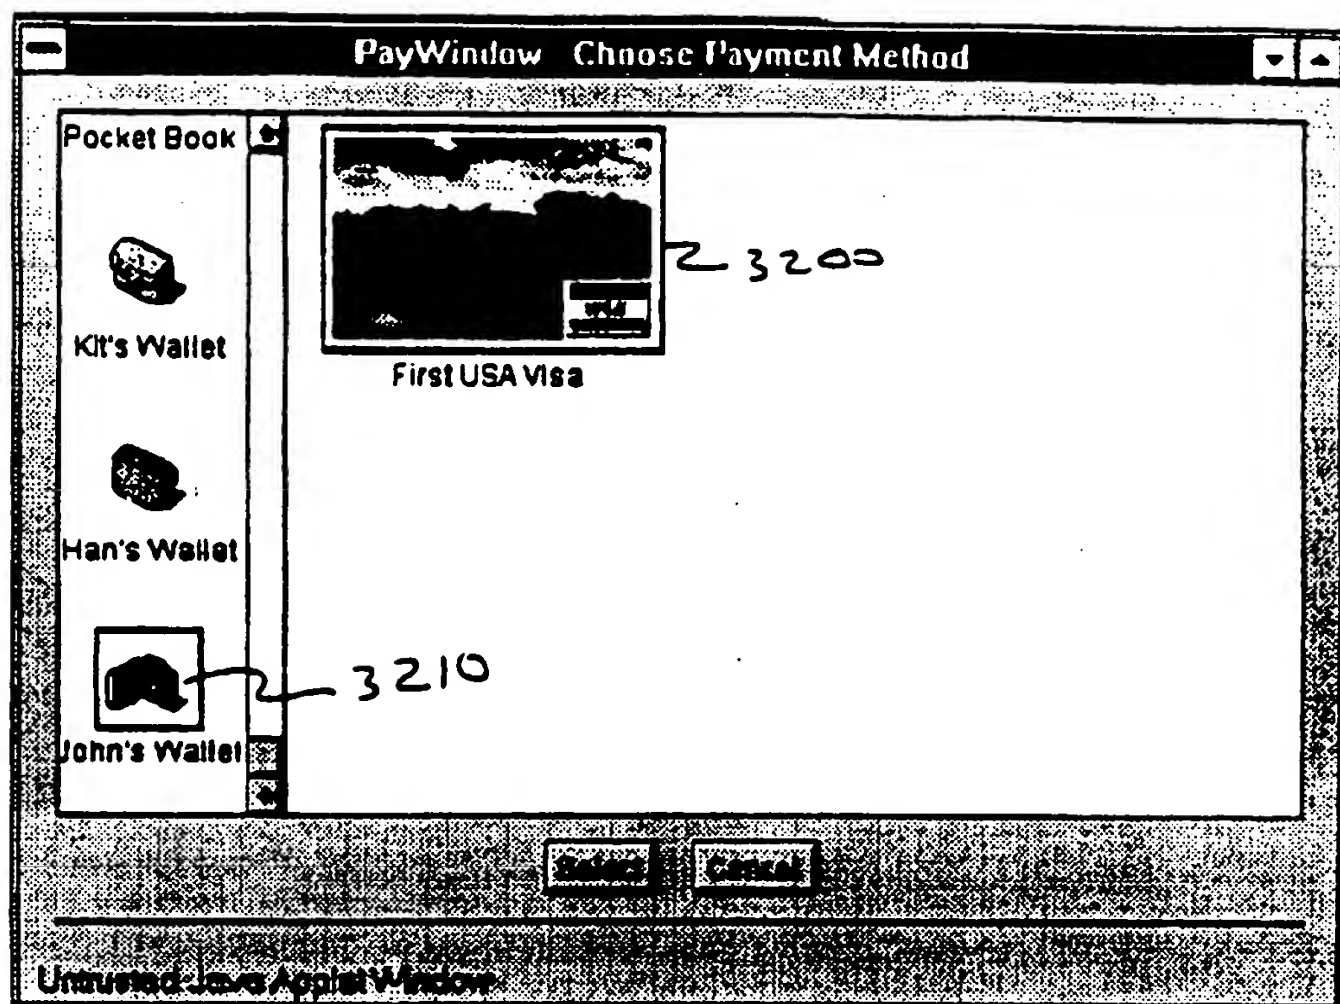 PayWindow Choose Payment Method
Pocket Book
Kit's Wallet
Han's Wallet
John's Wallet
3200
First USA Visa
3210
Select
Cancel
Untrusted Java Applet Window